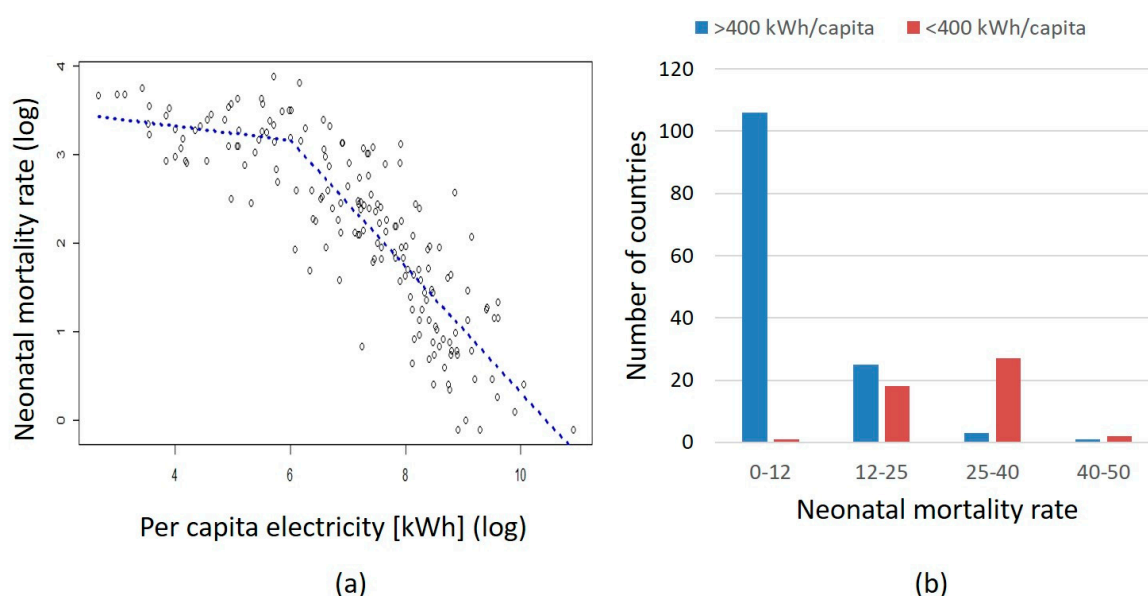 >400 kWh/capita <400 kWh/capita
Neonatal mortality rate (log)
4
3
2
1
0
4 6 8 10
Per capita electricity [kWh] (log)
(a)
Number of countries
120
100
80
60
40
20
0
0-12 12-25 25-40 40-50
Neonatal mortality rate
(b)